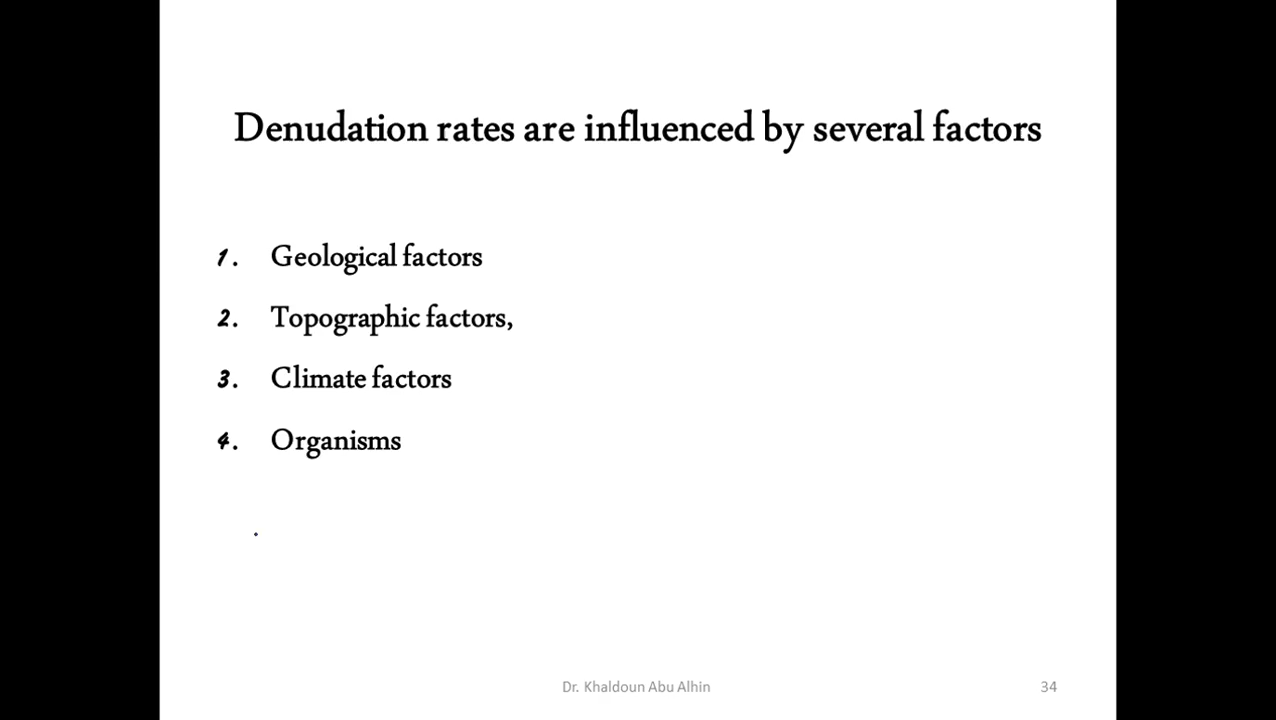 Denudation rates are influenced by several factors
1. Geological factors
2. Topographic factors,
3. Climate factors
4. Organisms
Dr. Khaldoun Abu Alhin
34